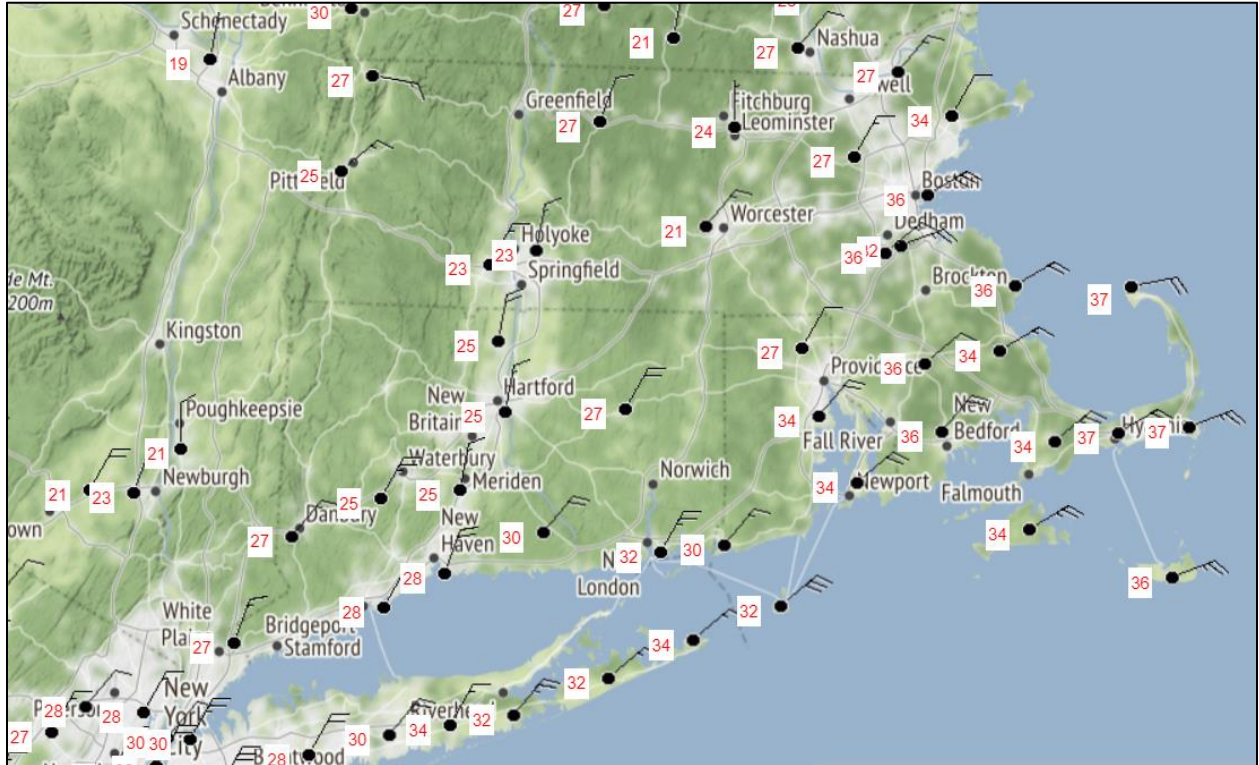 30
Schenectady
27
21
27
Nashua
19
Albany
27
27
well
Greenfield
27
Fitchburg
Leominster
24
34
27
25
36
Boston
21
Worcester
Dedham
Holyoke
23
23
Springfield
36
de Mt.
200m
Brockton
36
37
Kingston
25
27
36
34
Hartford
New
Britain
25
27
34
Fall River
36
New
Bedford
34
37
37
Poughkeepsie
21
Waterbury
Norwich
21
23
Newburgh
25
25
Meriden
34
Newport
Falmouth
own
Danbury
27
New
Haven
30
32
30
London
34
28
36
White
28
Bridgeport
Stamford
27
32
34
32
New
York
City
28
28
27
30
30
30
34
32
28